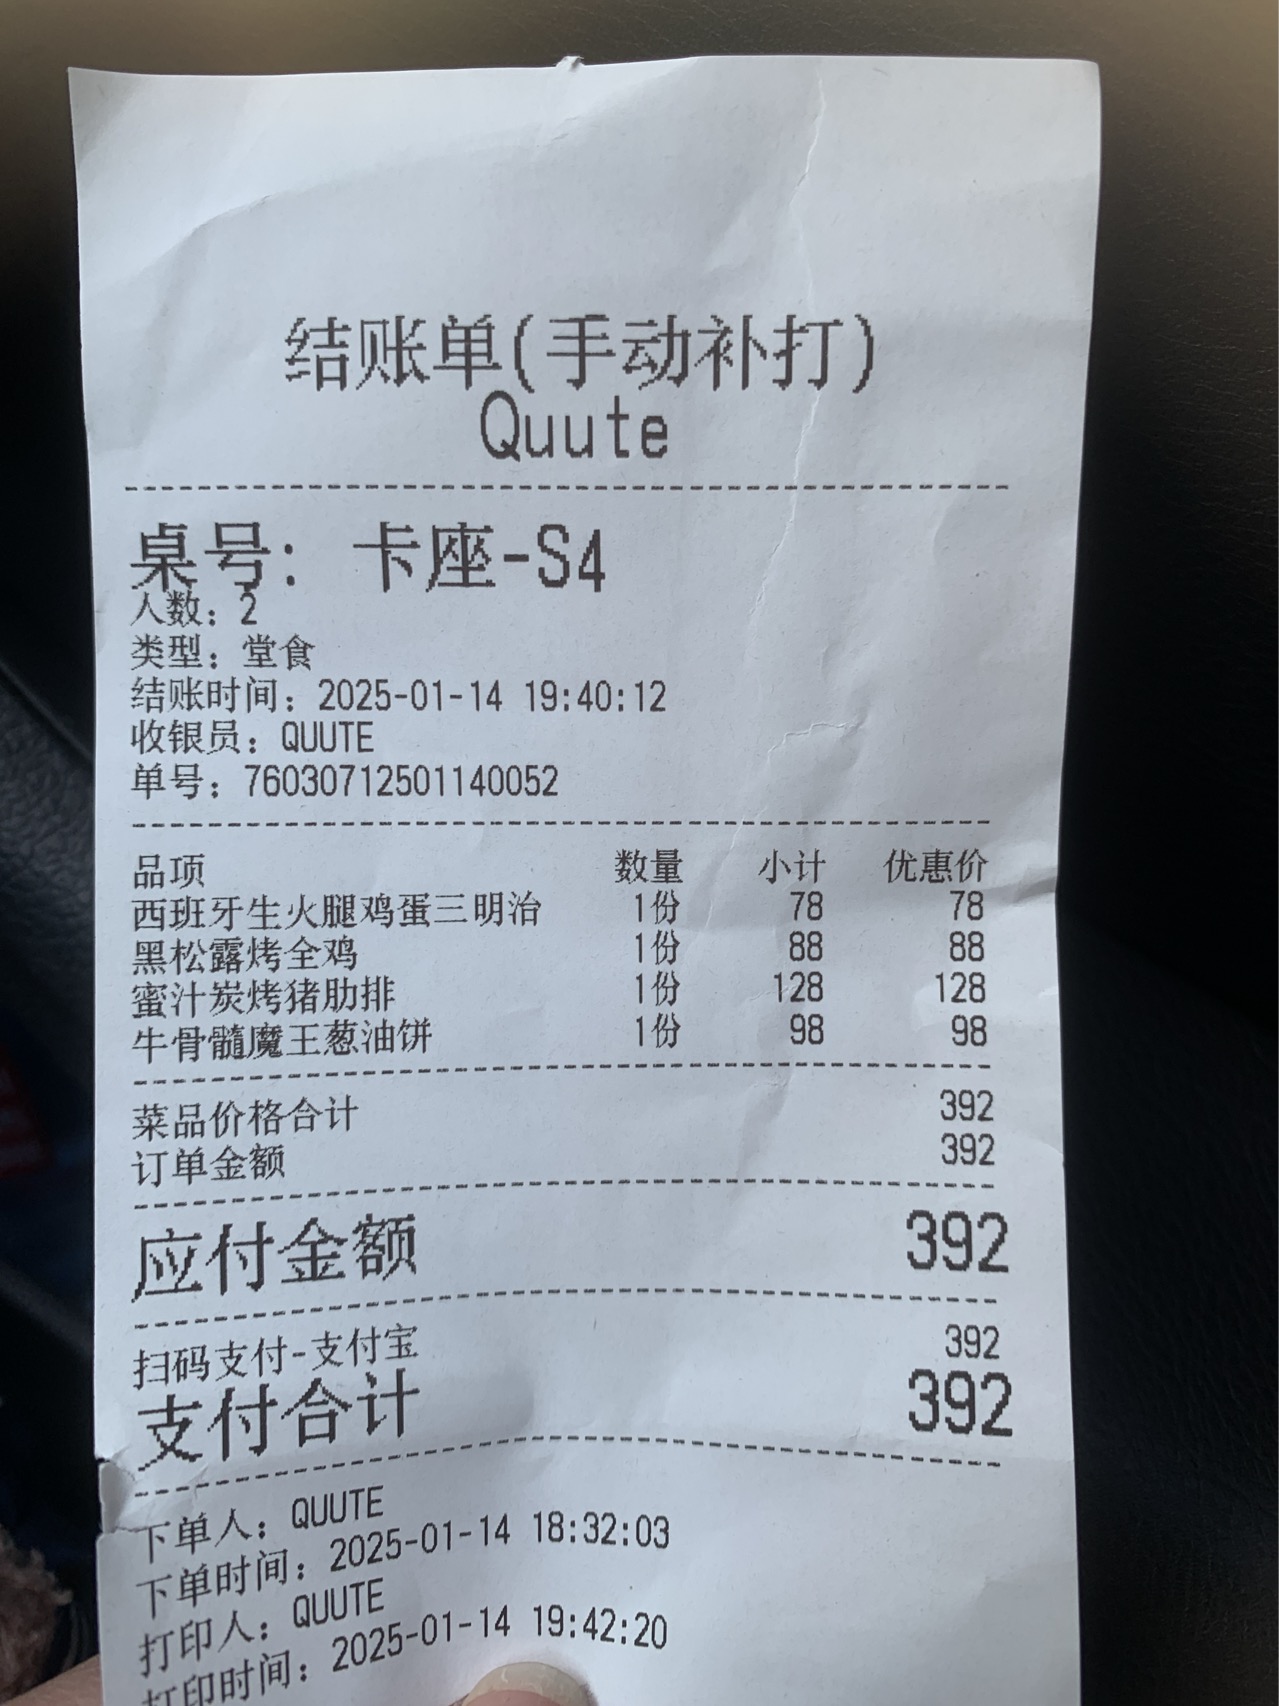 结账单(手动补打)
Quute
桌号： 卡座-S4
人数：2
类型：堂食
结账时间：2025-01-14 19:40:12
收银员：QUUTE
单号：76030712501140052
品项 数量 小计 优惠价
西班牙生火腿鸡蛋三明治 1份 78 78
黑松露烤全鸡 1份 88 88
蜜汁炭烤猪肋排 1份 128 128
牛骨髓魔王葱油饼 1份 98 98
菜品价格合计 392
订单金额 392
应付金额 392
扫码支付-支付宝 392
支付合计 392
下单人：QUUTE
下单时间：2025-01-14 18:32:03
打印人：QUUTE
打印时间：2025-01-14 19:42:20